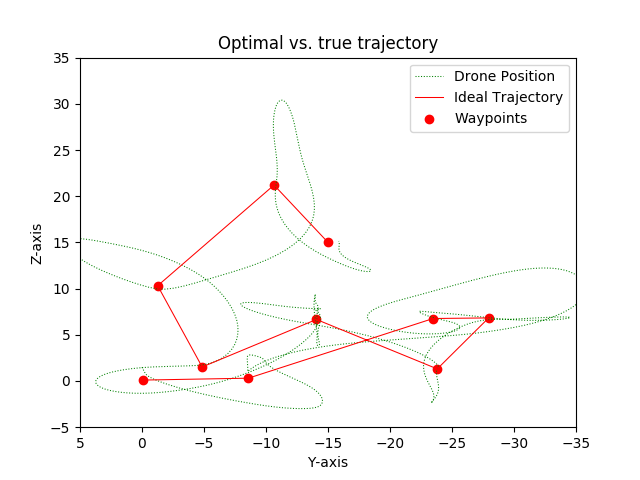 Optimal vs. true trajectory
Drone Position
Ideal Trajectory
Waypoints
Z-axis
35
30
25
20
15
10
5
0
−5
5 0 −5 −10 −15 −20 −25 −30 −35
Y-axis